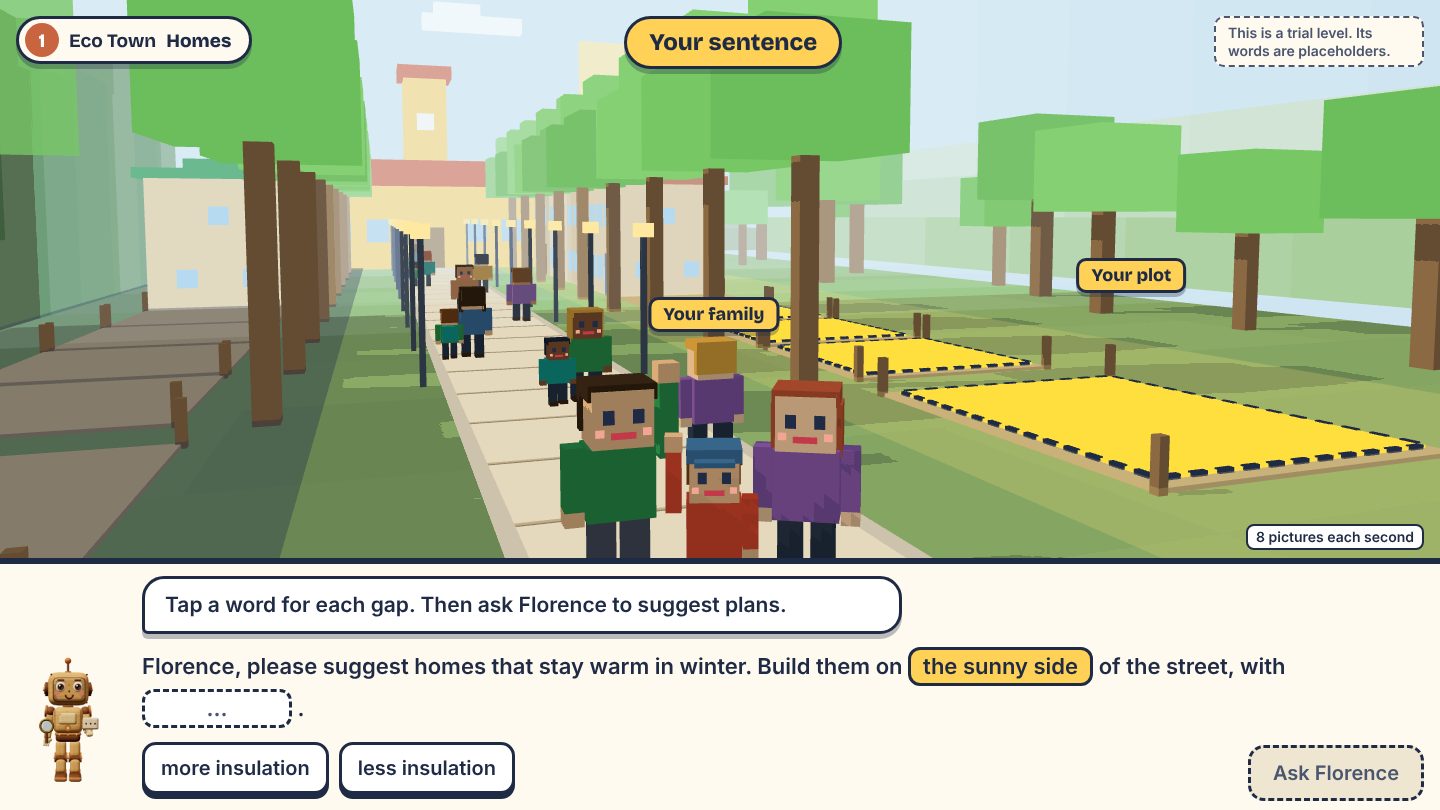 1 Eco Town Homes
Your sentence
This is a trial level. Its
words are placeholders.
Your plot
Your family
8 pictures each second
Tap a word for each gap. Then ask Florence to suggest plans.
Florence, please suggest homes that stay warm in winter. Build them on the sunny side of the street, with
... .
more insulation
less insulation
Ask Florence